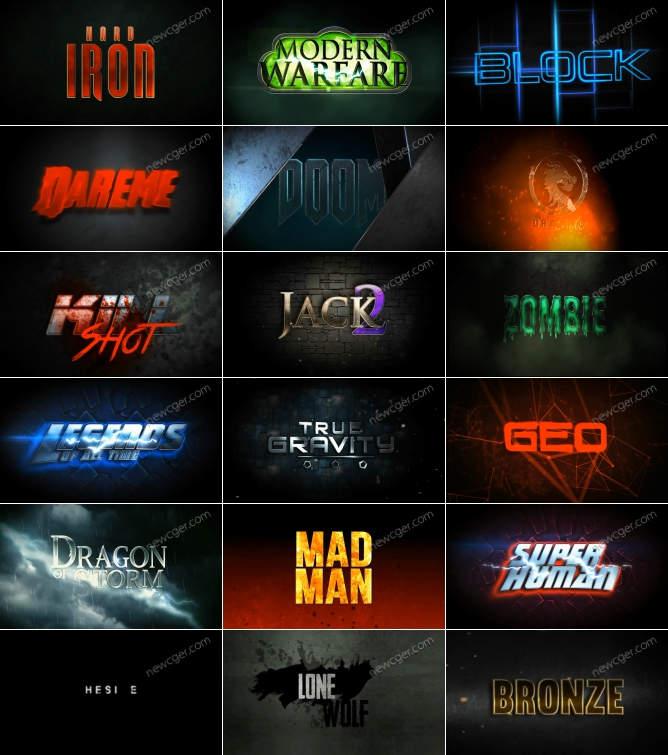 HARD
IRON
newcger.com
MODERN
WARFARE
newcger.com
BLOCK
newcger.com
DAREME
newcger.com
DOOM
newcger.com
newcger.com
KILL
SHOT
newcger.com
JACK 2
newcger.com
ZOMBIE
newcger.com
LEGENDS
OF ALL TIME
newcger.com
TRUE
GRAVITY
newcger.com
GEO
newcger.com
DRAGON
OF STORM
newcger.com
MAD
MAN
newcger.com
SUPER
HUMAN
newcger.com
HESI E
newcger.com
LONE
WOLF
newcger.com
BRONZE
newcger.com